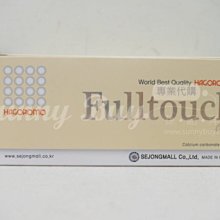 World Best Quality HAGOROMO
專業代購
Fulltouch
HAGOROMO
Calcium carbonate
www.sejongmall.co.kr
SEJONGMALL Co.,Ltd,
MADE IN